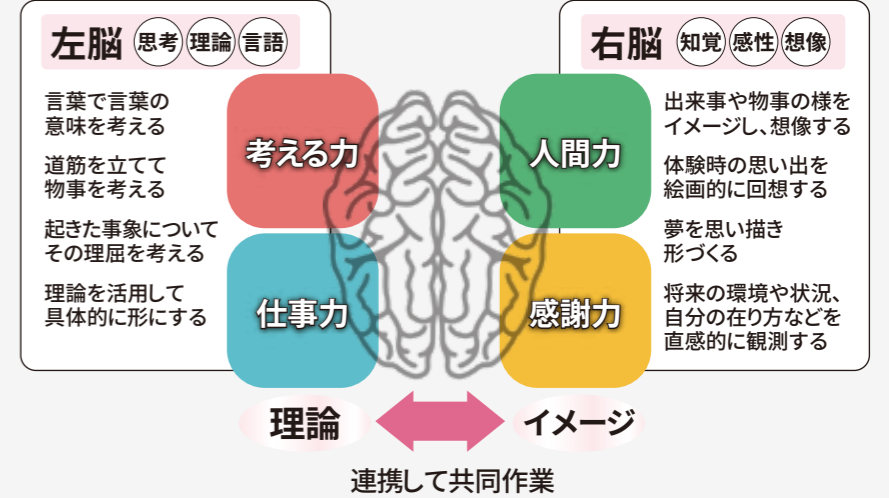 左脳 思考 理論 言語
言葉で言葉の
意味を考える
道筋を立てて
物事を考える
起きた事象について
その理屈を考える
理論を活用して
具体的に形にする
考える力
仕事力
人間力
感謝力
右脳 知覚 感性 想像
出来事や物事の様を
イメージし、想像する
体験時の思い出を
絵画的に回想する
夢を思い描き
形づくる
将来の環境や状況、
自分の在り方などを
直感的に観測する
理論
イメージ
連携して共同作業